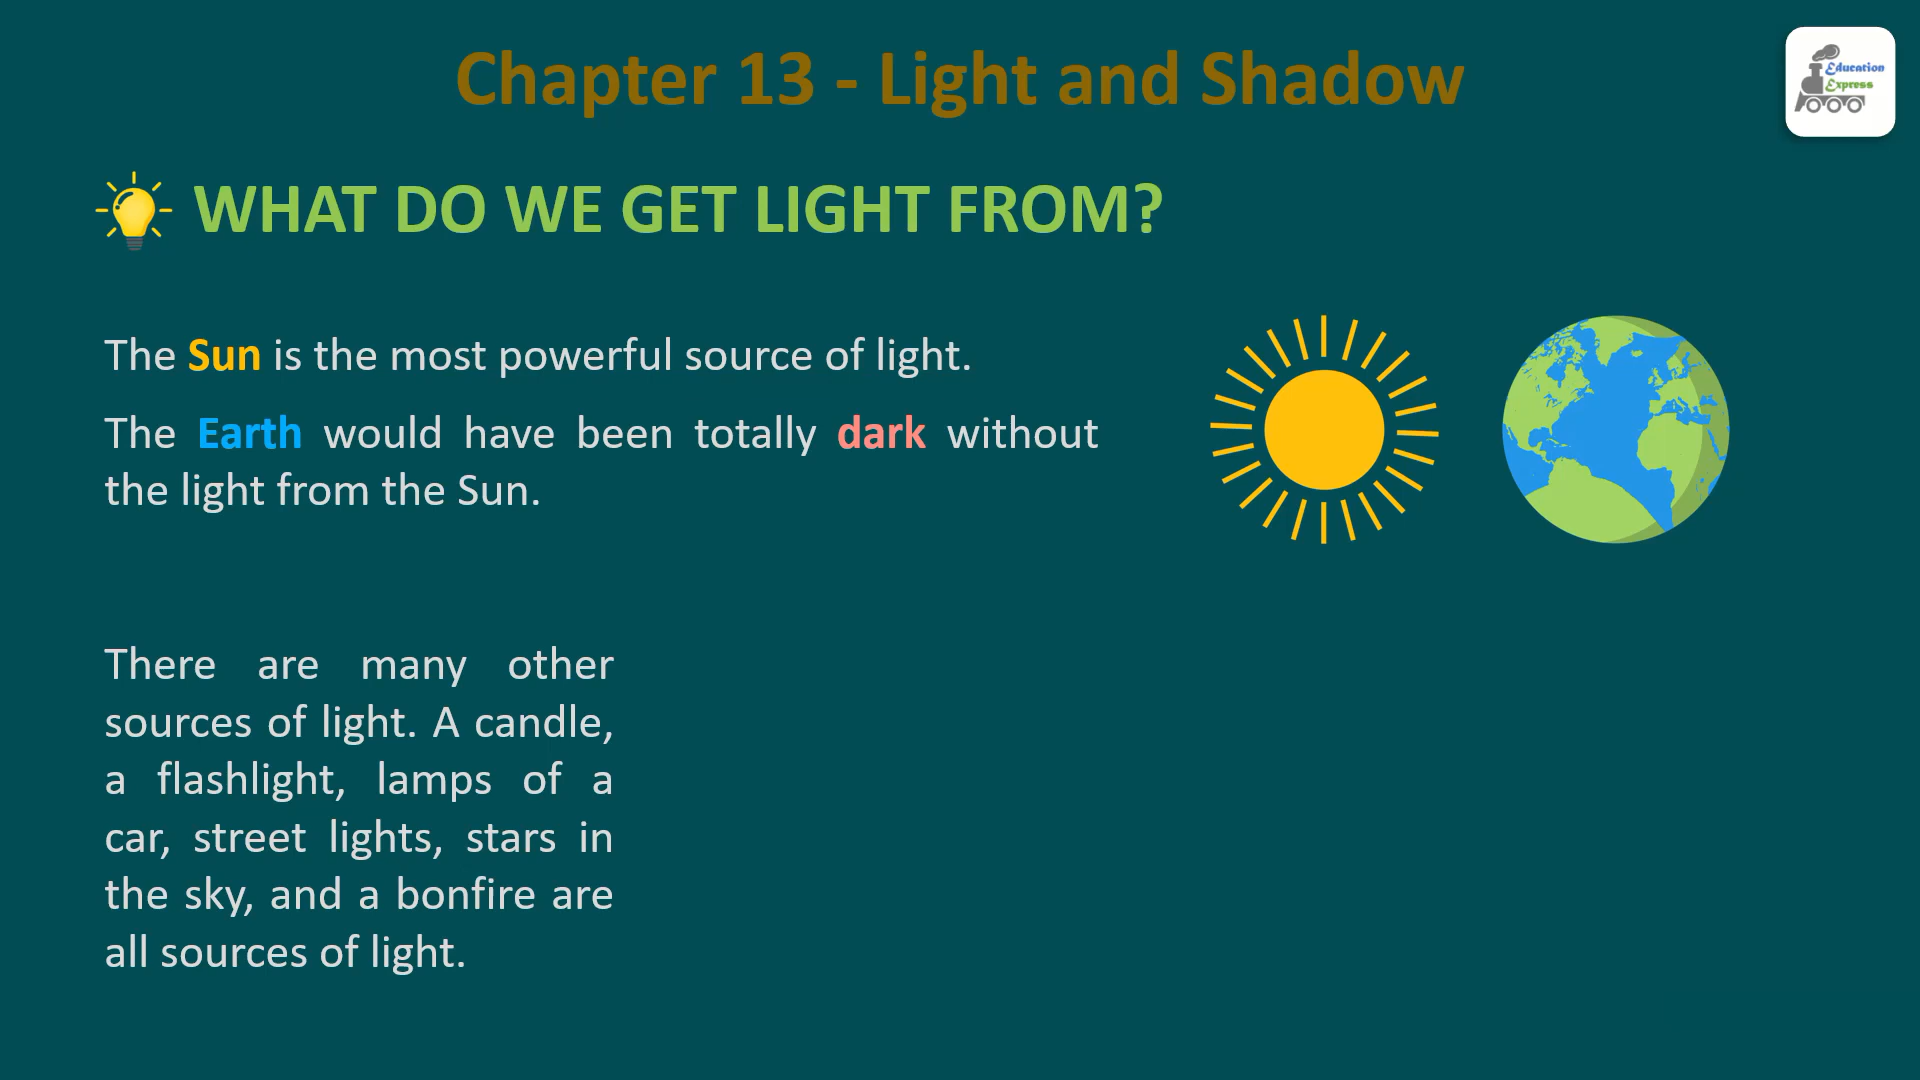 Chapter 13 - Light and Shadow
Education
Express
WHAT DO WE GET LIGHT FROM?
The Sun is the most powerful source of light.
The Earth would have been totally dark without
the light from the Sun.
There are many other
sources of light. A candle,
a flashlight, lamps of a
car, street lights, stars in
the sky, and a bonfire are
all sources of light.